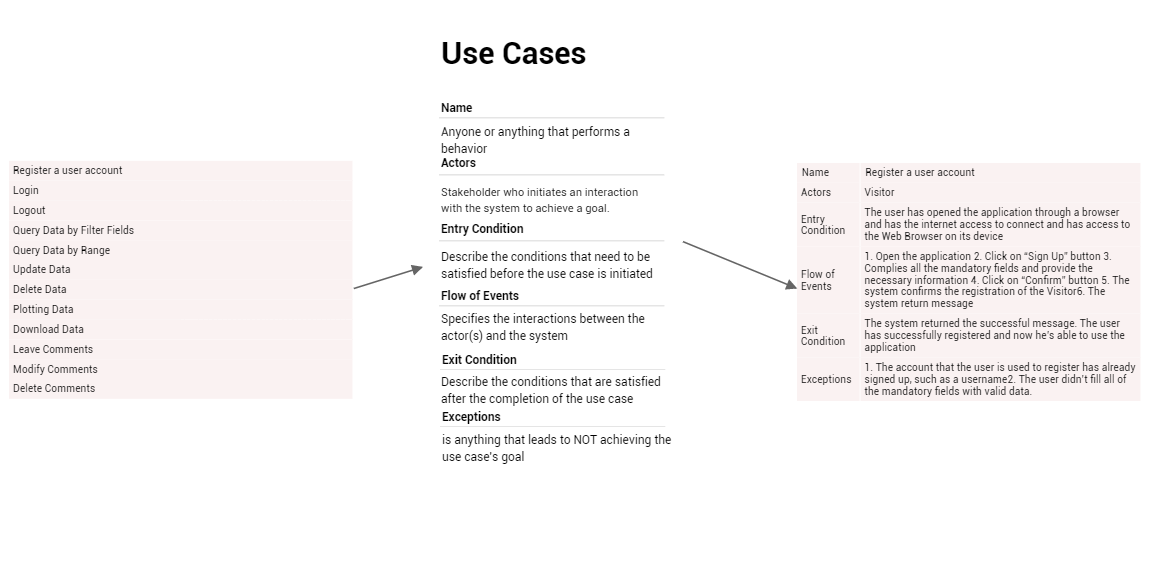 Use Cases
Register a user account
Login
Logout
Query Data by Filter Fields
Query Data by Range
Update Data
Delete Data
Plotting Data
Download Data
Leave Comments
Modify Comments
Delete Comments
Name
Anyone or anything that performs a
behavior
Actors
Stakeholder who initiates an interaction
with the system to achieve a goal.
Entry Condition
Describe the conditions that need to be
satisfied before the use case is initiated
Flow of Events
Specifies the interactions between the
actor(s) and the system
Exit Condition
Describe the conditions that are satisfied
after the completion of the use case
Exceptions
is anything that leads to NOT achieving the
use case's goal
Name
Register a user account
Actors
Visitor
Entry
Condition
The user has opened the application through a browser
and has the internet access to connect and has access to
the Web Browser on its device
Flow of
Events
1. Open the application 2. Click on “Sign Up” button 3.
Complies all the mandatory fields and provide the
necessary information 4. Click on “Confirm” button 5. The
system confirms the registration of the Visitor6. The
system return message
Exit
Condition
The system returned the successful message. The user
has successfully registered and now he's able to use the
application
Exceptions
1. The account that the user is used to register has already
signed up, such as a username2. The user didn't fill all of
the mandatory fields with valid data.